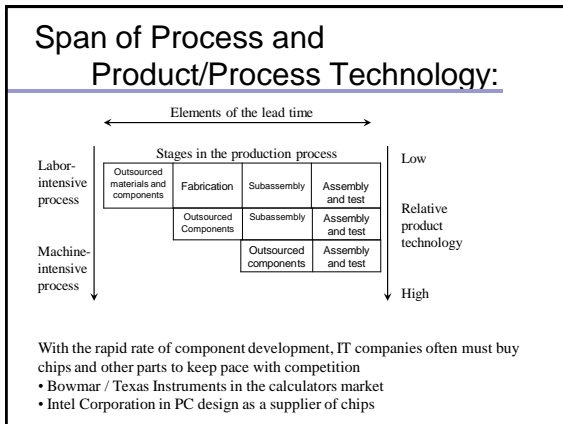 Span of Process and
Product/Process Technology:
Elements of the lead time
Stages in the production process
Labor-
intensive
process
Machine-
intensive
process
Outsourced
materials and
components
Fabrication
Subassembly
Assembly
and test
Outsourced
Components
Subassembly
Assembly
and test
Outsourced
components
Assembly
and test
Low
Relative
product
technology
High
With the rapid rate of component development, IT companies often must buy
chips and other parts to keep pace with competition
• Bowmar / Texas Instruments in the calculators market
• Intel Corporation in PC design as a supplier of chips